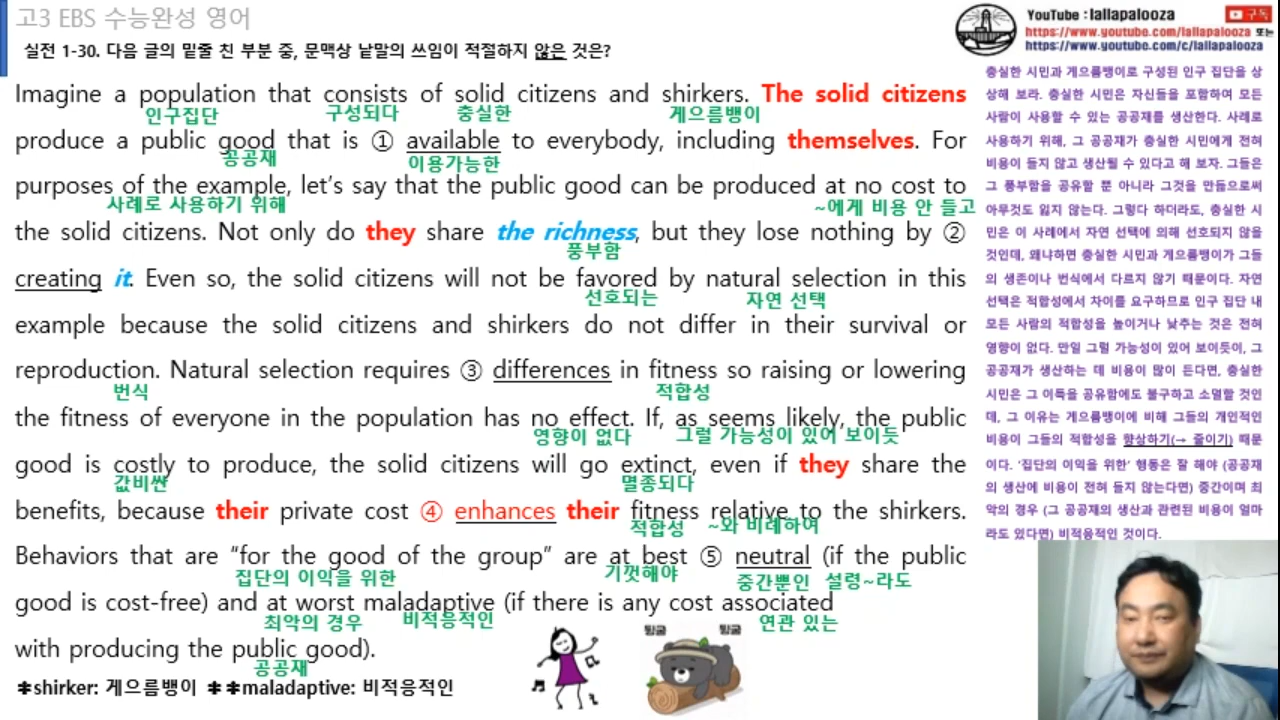 고3 EBS 수능완성 영어
실전 1-30. 다음 글의 밑줄 친 부분 중, 문맥상 낱말의 쓰임이 적절하지 않은 것은?
YouTube : lallapalooza
구독
https://www.youtube.com/lallapalooza 또는
https://www.youtube.com/c/lallapalooza
Imagine a population that consists of solid citizens and shirkers. The solid citizens
인구집단 구성되다 충실한 게으름뱅이
produce a public good that is ① available to everybody, including themselves. For
공공재 이용가능한
purposes of the example, let's say that the public good can be produced at no cost to
사례로 사용하기 위해 ~에게 비용 안 들고
the solid citizens. Not only do they share the richness, but they lose nothing by ②
풍부함
creating it. Even so, the solid citizens will not be favored by natural selection in this
선호되는 자연 선택
example because the solid citizens and shirkers do not differ in their survival or
reproduction. Natural selection requires ③ differences in fitness so raising or lowering
번식 적합성
the fitness of everyone in the population has no effect. If, as seems likely, the public
영향이 없다 그럴 가능성이 있어 보이듯
good is costly to produce, the solid citizens will go extinct, even if they share the
값비싼 멸종되다
benefits, because their private cost ④ enhances their fitness relative to the shirkers.
적합성 ~와 비례하여
Behaviors that are “for the good of the group” are at best ⑤ neutral (if the public
집단의 이익을 위한 기껏해야 중간뿐인 설령~라도
good is cost-free) and at worst maladaptive (if there is any cost associated
최악의 경우 비적응적인 연관 있는
with producing the public good).
공공재
*shirker: 게으름뱅이 **maladaptive: 비적응적인
뒹굴 뒹굴
충실한 시민과 게으름뱅이로 구성된 인구 집단을 상
상해 보라. 충실한 시민은 자신들을 포함하여 모든
사람이 사용할 수 있는 공공재를 생산한다. 사례로
사용하기 위해, 그 공공재가 충실한 시민에게 전혀
비용이 들지 않고 생산될 수 있다고 해 보자. 그들은
그 풍부함을 공유할 뿐 아니라 그것을 만듦으로써
아무것도 잃지 않는다. 그렇다 하더라도, 충실한 시
민은 이 사례에서 자연 선택에 의해 선호되지 않을
것인데, 왜냐하면 충실한 시민과 게으름뱅이가 그들
의 생존이나 번식에서 다르지 않기 때문이다. 자연
선택은 적합성에서 차이를 요구하므로 인구 집단 내
모든 사람의 적합성을 높이거나 낮추는 것은 전혀
영향이 없다. 만일 그럴 가능성이 있어 보이듯이, 그
공공재가 생산하는 데 비용이 많이 든다면, 충실한
시민은 그 이득을 공유함에도 불구하고 소멸할 것인
데, 그 이유는 게으름뱅이에 비해 그들의 개인적인
비용이 그들의 적합성을 향상하기(→ 줄이기) 때문
이다. ‘집단의 이익을 위한’ 행동은 잘 해야 (공공재
의 생산에 비용이 전혀 들지 않는다면) 중간이며 최
악의 경우 (그 공공재의 생산과 관련된 비용이 얼마
라도 있다면) 비적응적인 것이다.